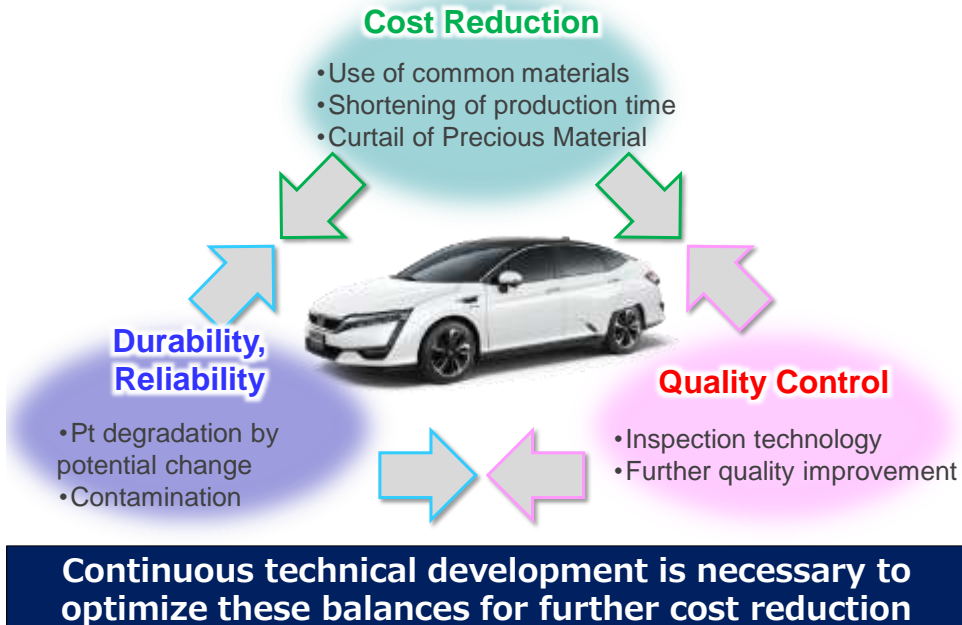 Cost Reduction
•Use of common materials
•Shortening of production time
•Curtail of Precious Material
Durability,
Reliability
•Pt degradation by
potential change
•Contamination
Quality Control
•Inspection technology
•Further quality improvement
Continuous technical development is necessary to
optimize these balances for further cost reduction